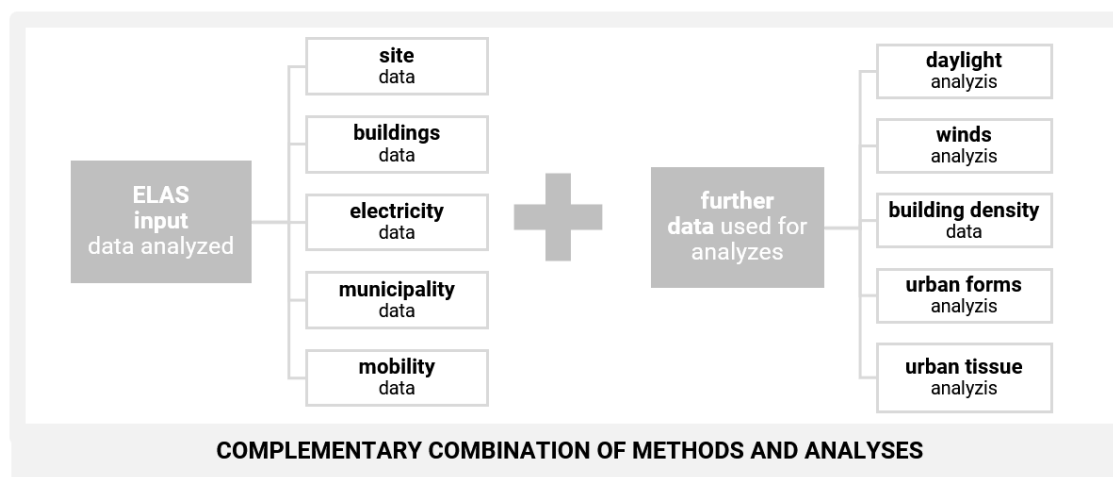 ELAS
input
data analyzed
site
data
buildings
data
electricity
data
municipality
data
mobility
data
further
data used for
analyzes
daylight
analyzis
winds
analyzis
building density
data
urban forms
analyzis
urban tissue
analyzis
COMPLEMENTARY COMBINATION OF METHODS AND ANALYSES